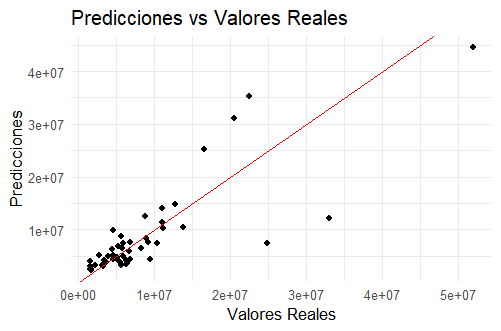 Predicciones vs Valores Reales
Predicciones
4e+07
3e+07
2e+07
1e+07
0e+00 1e+07 2e+07 3e+07 4e+07 5e+07
Valores Reales